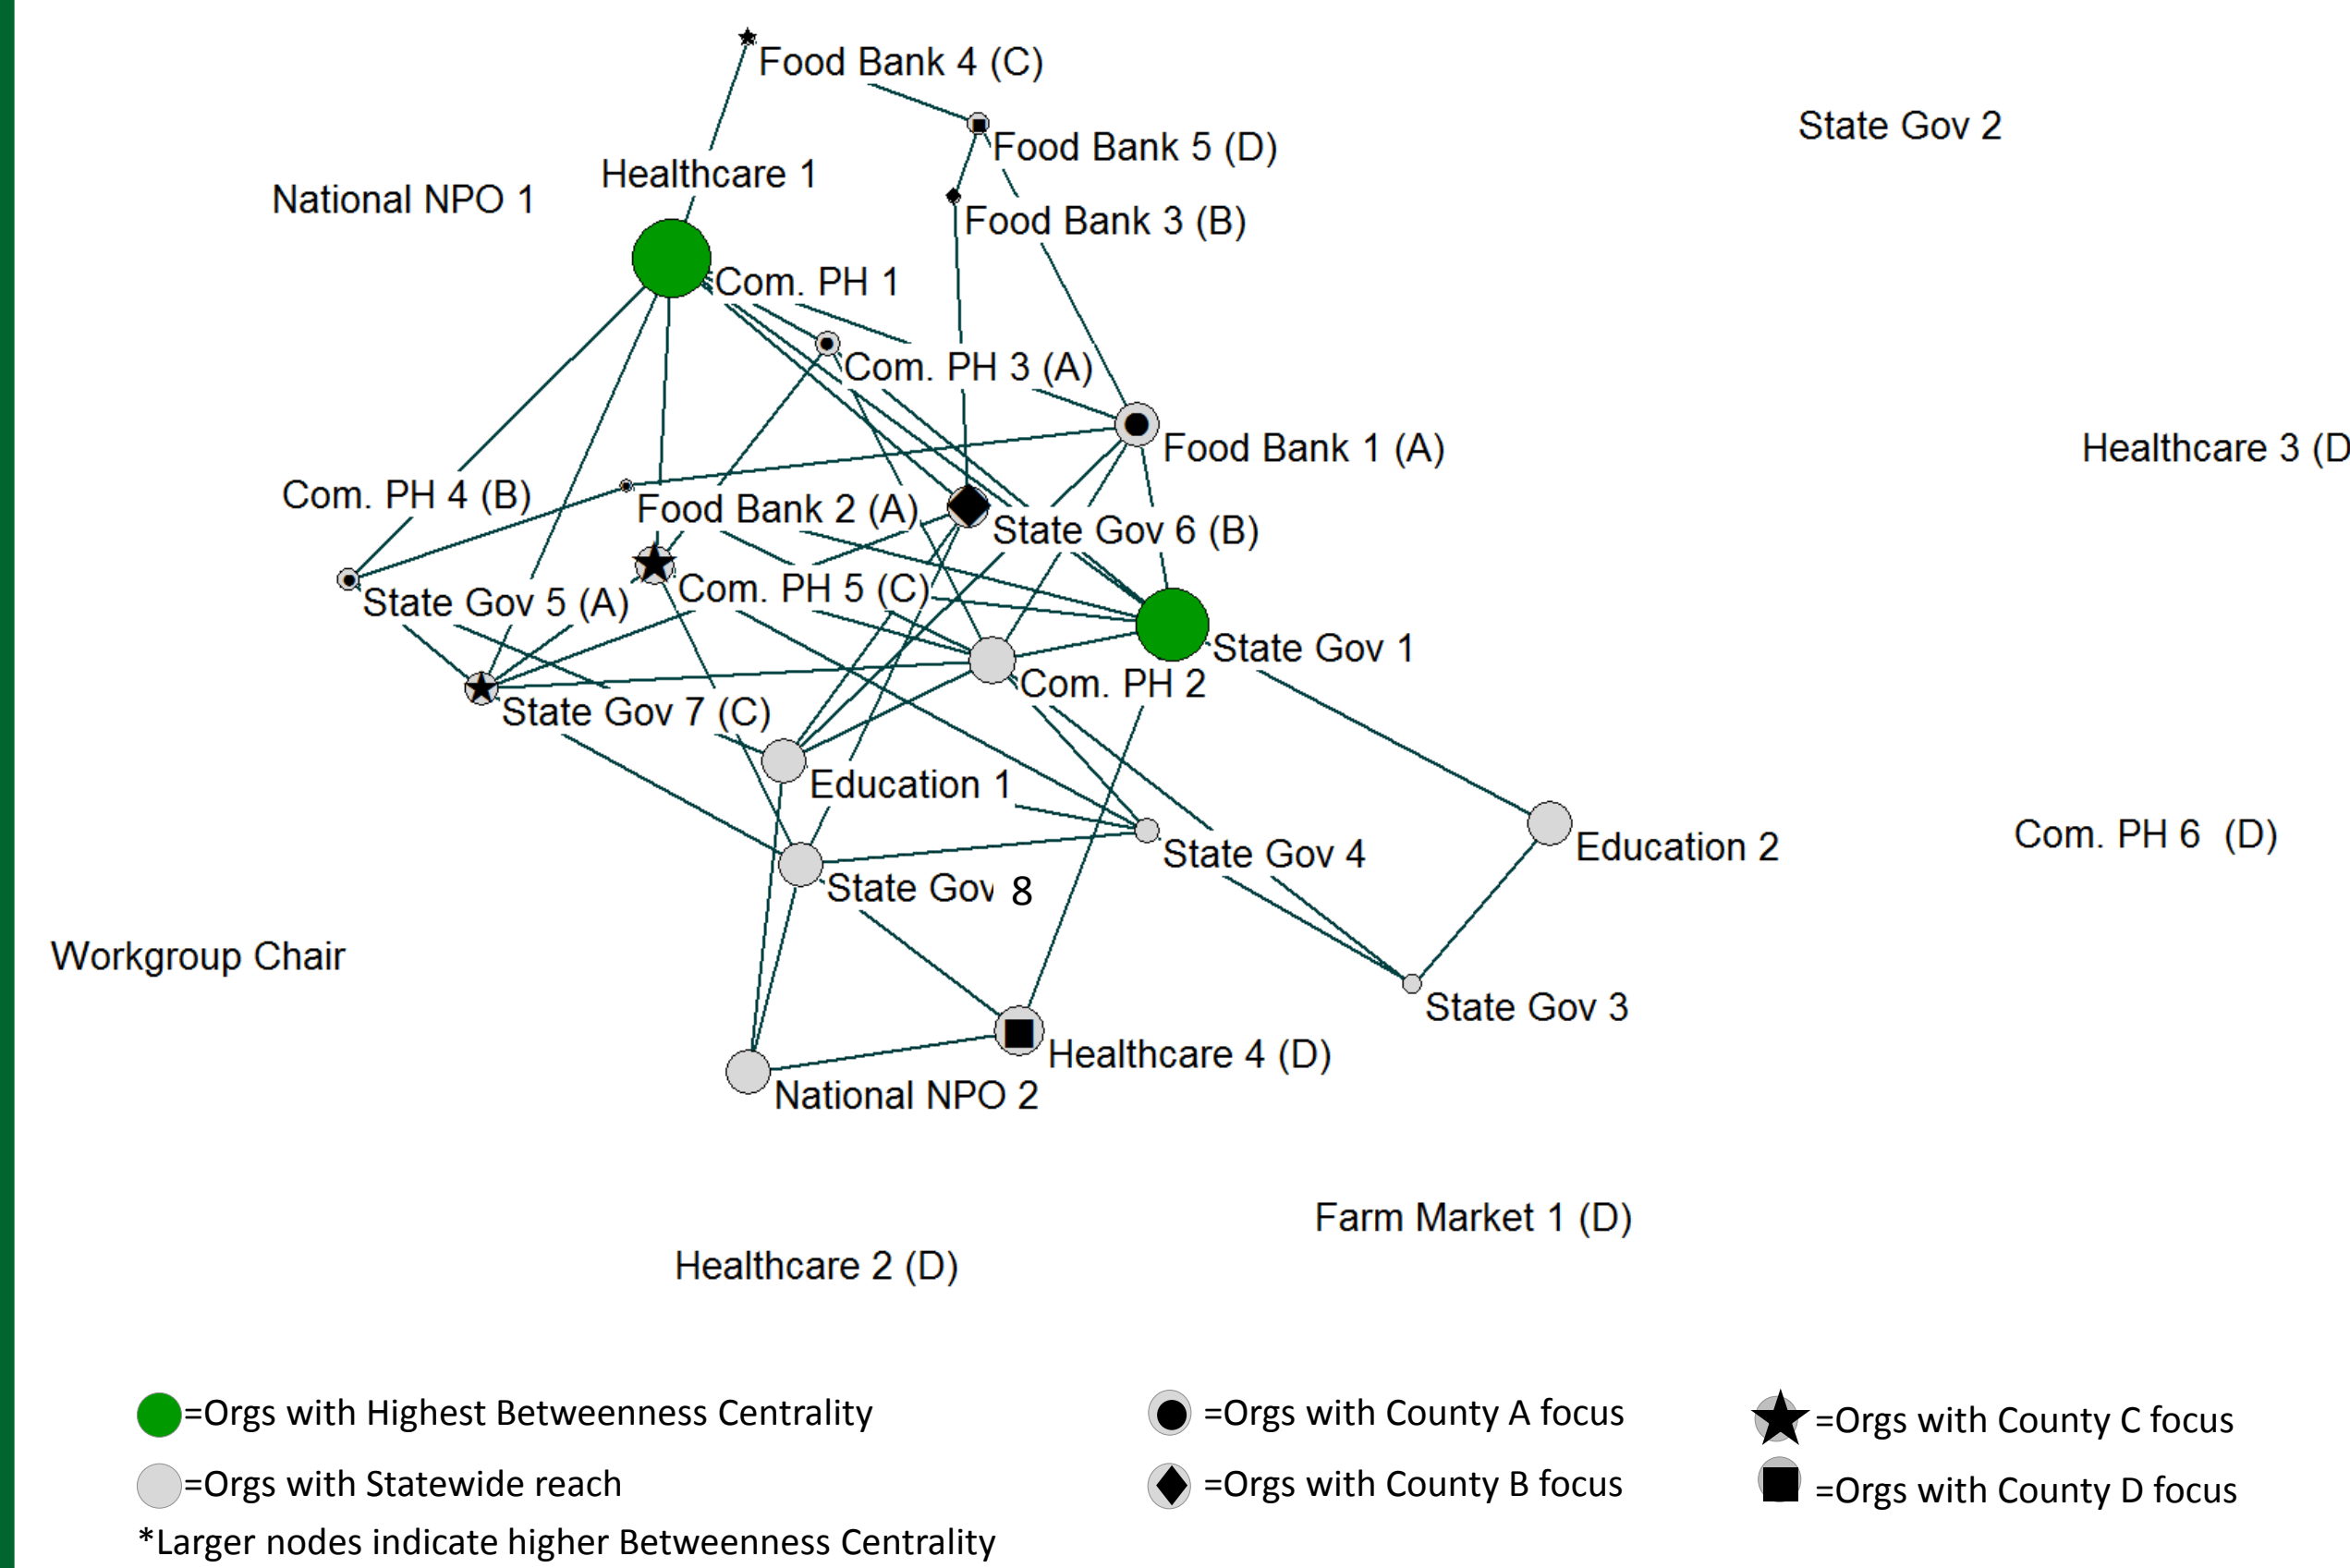 Food Bank 4 (C)
State Gov 2
Food Bank 5 (D)
Healthcare 1
National NPO 1
Food Bank 3 (B)
Com. PH 1
Com. PH 3 (A)
Food Bank 1 (A)
Healthcare 3 (D
Com. PH 4 (B)
Food Bank 2 (A)
State Gov 6 (B)
Com. PH 5 (C)
State Gov 5 (A)
State Gov 1
Com. PH 2
State Gov 7 (C)
Education 1
State Gov 4
Education 2
Com. PH 6 (D)
State Gov 8
Workgroup Chair
State Gov 3
Healthcare 4 (D)
National NPO 2
Farm Market 1 (D)
Healthcare 2 (D)
=Orgs with Highest Betweenness Centrality
=Orgs with County A focus
=Orgs with County C focus
=Orgs with Statewide reach
=Orgs with County B focus
=Orgs with County D focus
*Larger nodes indicate higher Betweenness Centrality